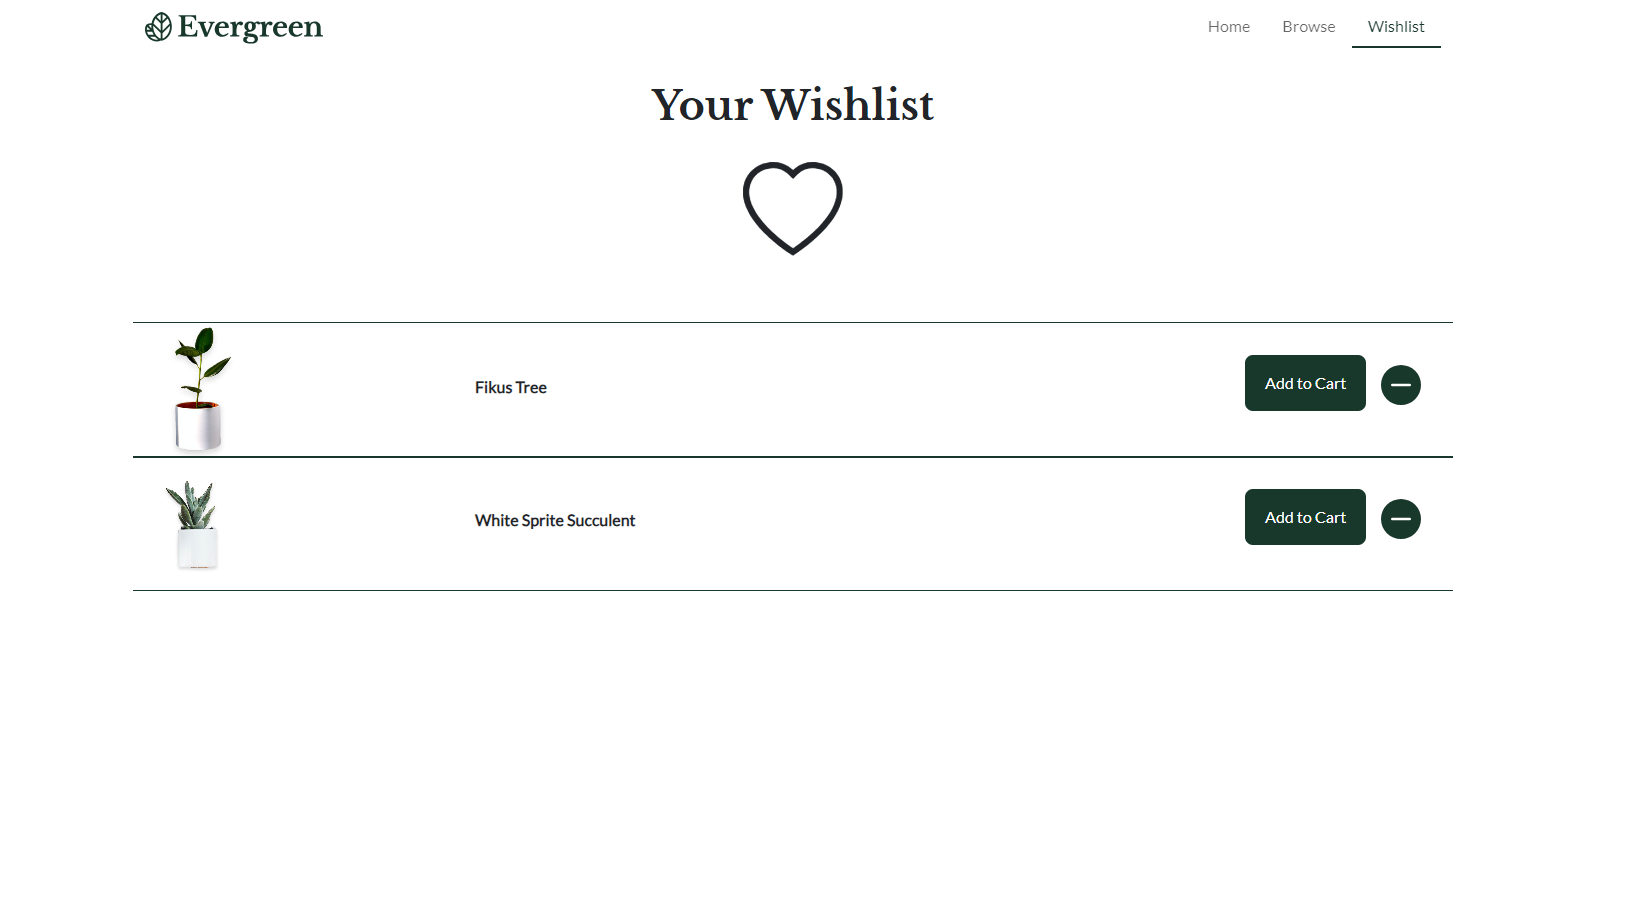 Evergreen
Home Browse Wishlist
Your Wishlist
Fikus Tree
Add to Cart
White Sprite Succulent
Add to Cart